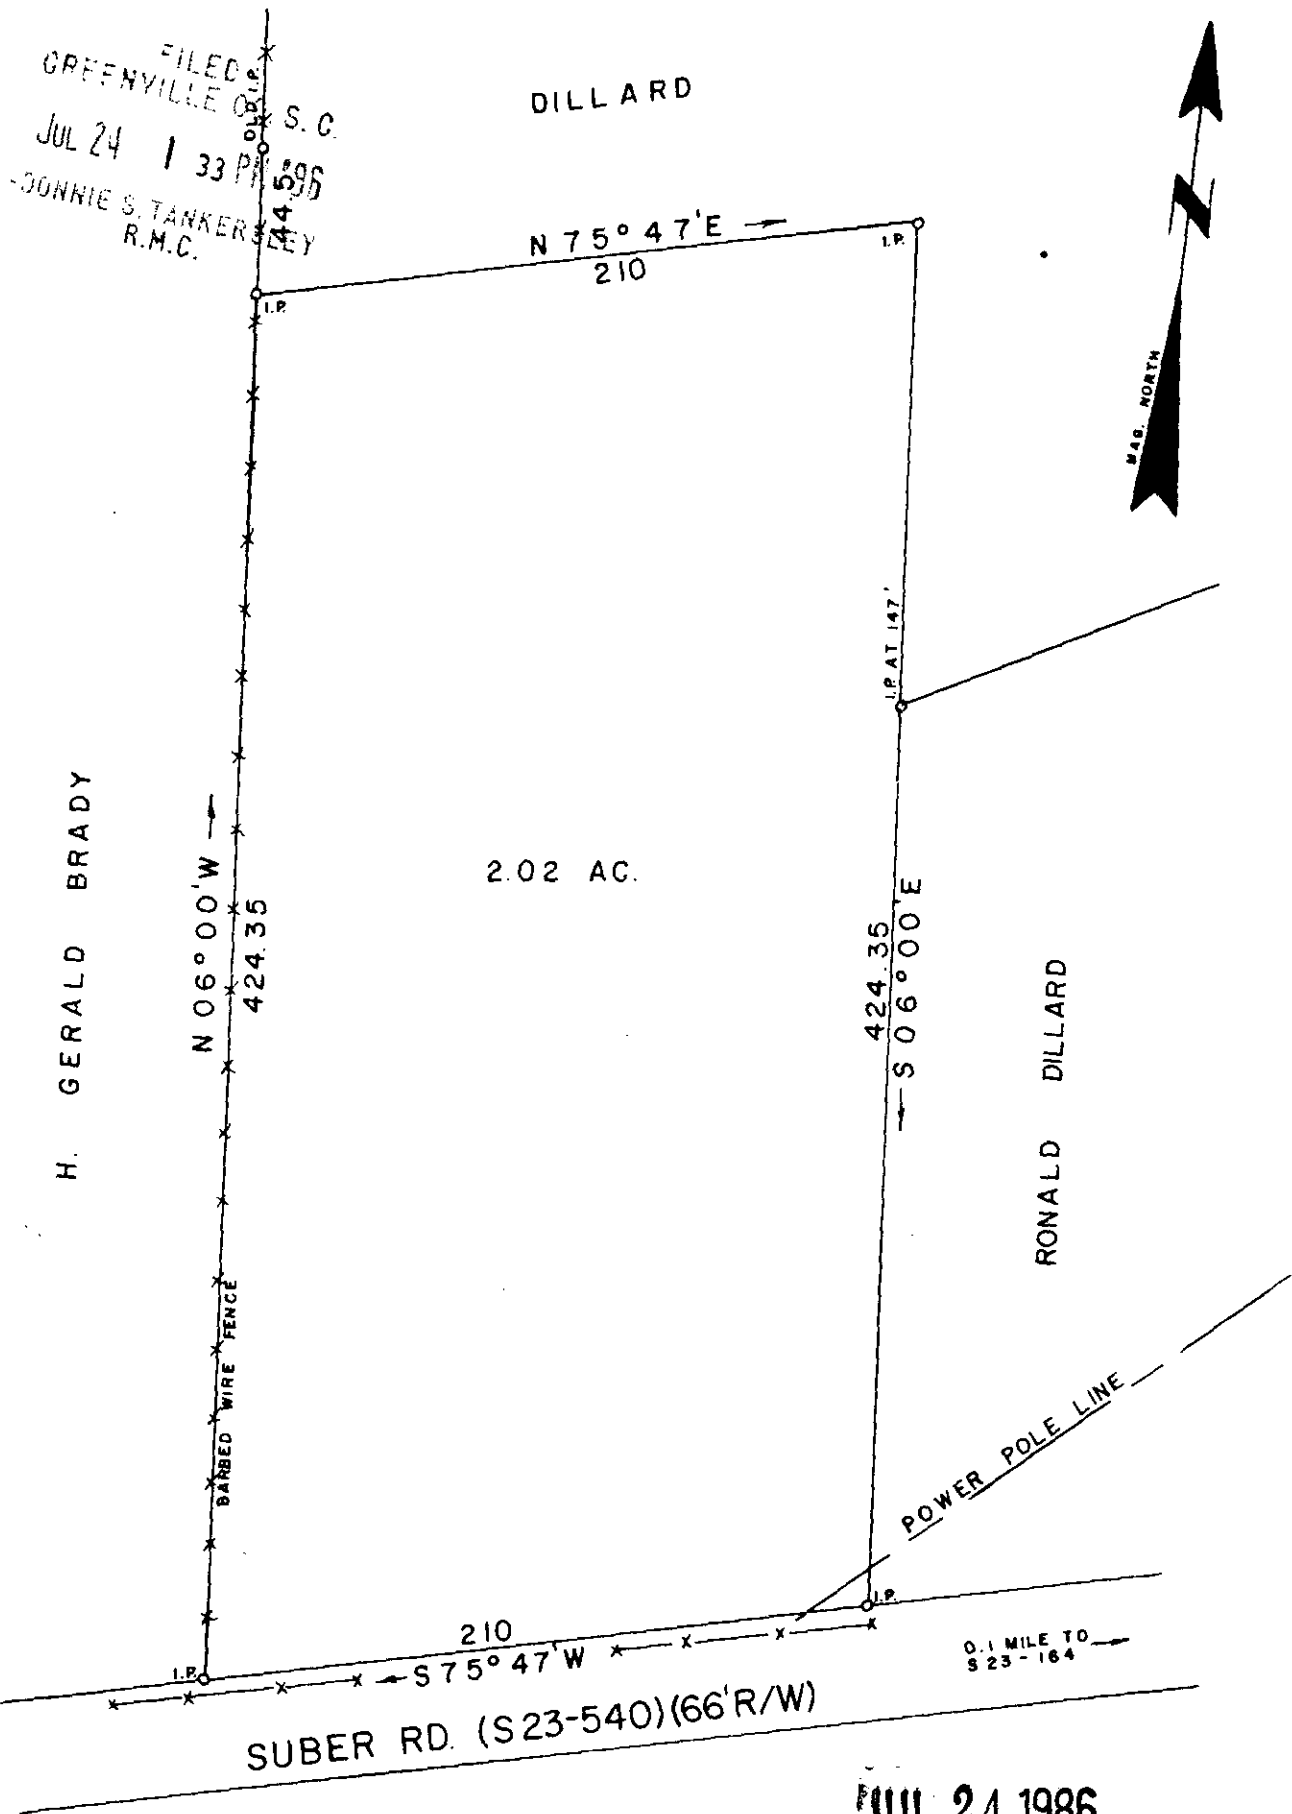 FILED
GREENVILLE CO. S. C.
JUL 24 1 33 PM '86
DONNIE S. TANKERSLEY
R.M.C.
OLD I.P.
44.5
DILLARD
N 75° 47' E
210
I.P.
I.P.
N
MAG. NORTH
I.P. AT 147'
H. GERALD BRADY
N 06° 00' W
424.35
2.02 AC.
424.35
S 06° 00' E
RONALD DILLARD
BARBED WIRE FENCE
POWER POLE LINE
I.P.
I.P.
210
S 75° 47' W
0.1 MILE TO
S 23 - 164
SUBER RD. (S 23-540) (66' R/W)
JUL 24 1986